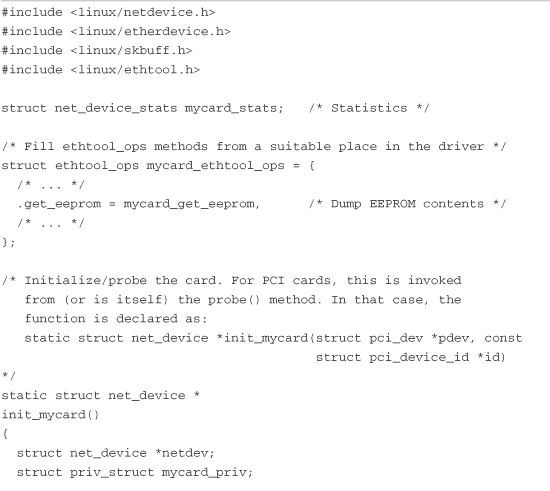 #include <linux/netdevice.h>
#include <linux/etherdevice.h>
#include <linux/skbuff.h>
#include <linux/ethtool.h>

struct net_device_stats mycard_stats;   /* Statistics */

/* Fill ethtool_ops methods from a suitable place in the driver */
struct ethtool_ops mycard_ethtool_ops = {
  /* ... */
  .get_eeprom = mycard_get_eeprom,      /* Dump EEPROM contents */
  /* ... */
};

/* Initialize/probe the card. For PCI cards, this is invoked
   from (or is itself) the probe() method. In that case, the
   function is declared as:
   static struct net_device *init_mycard(struct pci_dev *pdev, const
                                         struct pci_device_id *id)
*/
static struct net_device *
init_mycard()
{
  struct net_device *netdev;
  struct priv_struct mycard_priv;